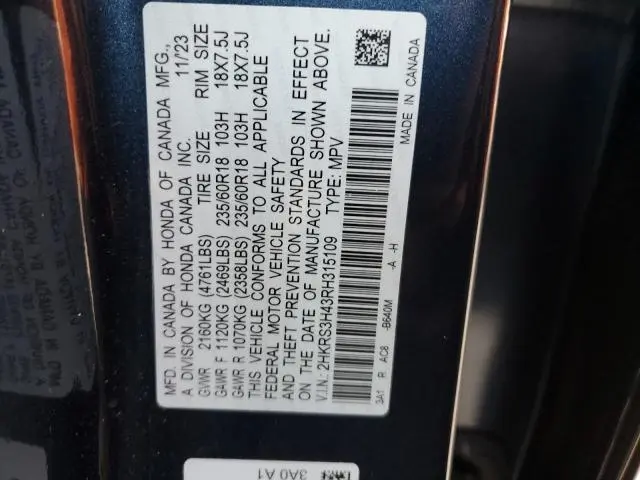 MFD. IN CANADA BY HONDA OF CANADA MFG.,
A DIVISION OF HONDA CANADA INC. 11/23
GVWR 2160KG (4761LBS) TIRE SIZE RIM SIZE
GAWR F 1120KG (2469LBS) 235/60R18 103H 18X7.5J
GAWR R 1070KG (2358LBS) 235/60R18 103H 18X7.5J
THIS VEHICLE CONFORMS TO ALL APPLICABLE
FEDERAL MOTOR VEHICLE SAFETY
AND THEFT PREVENTION STANDARDS IN EFFECT
ON THE DATE OF MANUFACTURE SHOWN ABOVE.
V.I.N.: 2HKRS3H43RH315109 TYPE: MPV
3A1 R AC8 -B640M -A -H MADE IN CANADA
3A0 A1